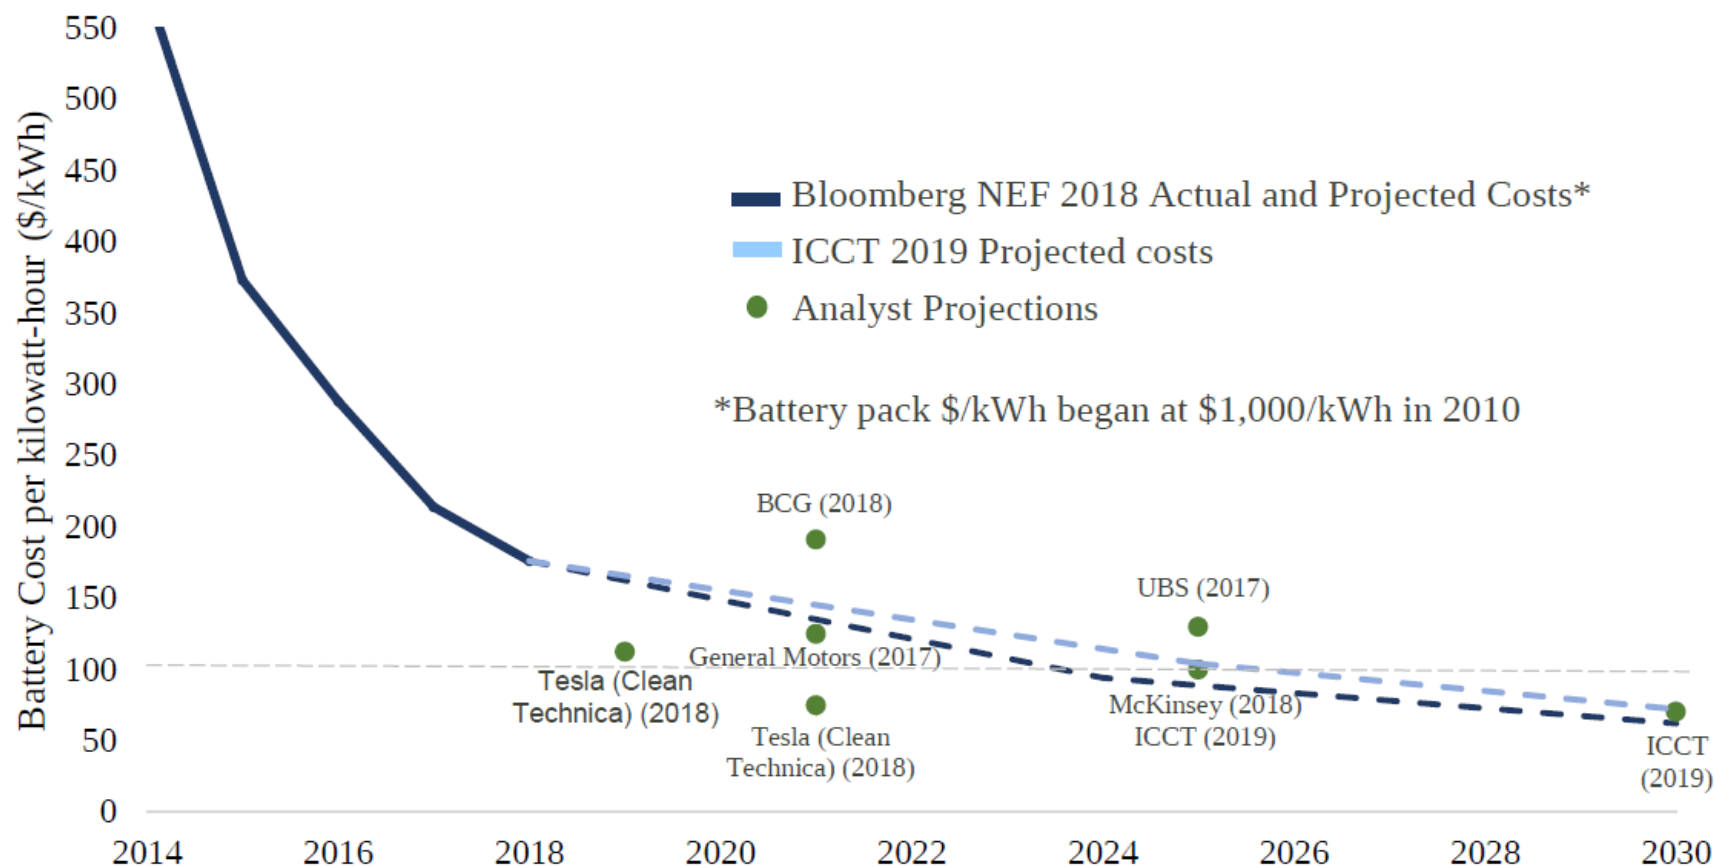 Battery Cost per kilowatt-hour ($/kWh)
550
500
450
400
350
300
250
200
150
100
50
0
Bloomberg NEF 2018 Actual and Projected Costs*
ICCT 2019 Projected costs
Analyst Projections
*Battery pack $/kWh began at $1,000/kWh in 2010
BCG (2018)
UBS (2017)
General Motors (2017)
Tesla (Clean
Technica) (2018)
Tesla (Clean
Technica) (2018)
McKinsey (2018)
ICCT (2019)
ICCT
(2019)
2014 2016 2018 2020 2022 2024 2026 2028 2030